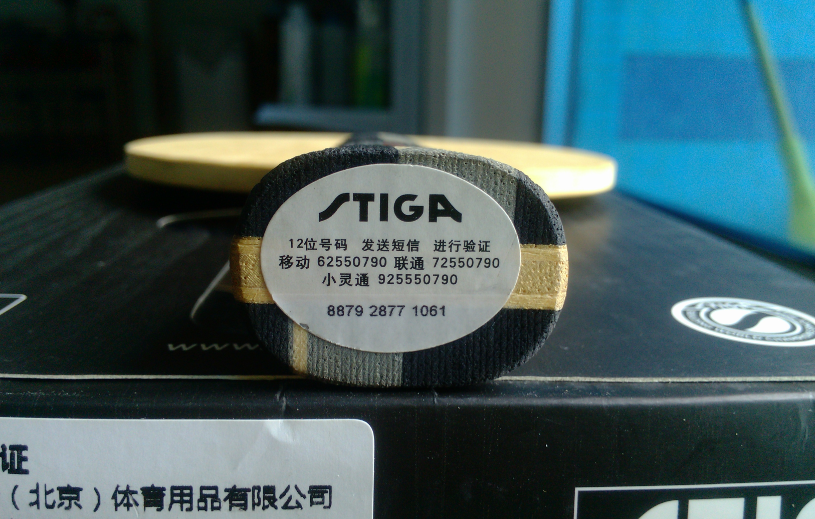 STIGA
12位号码 发送短信 进行验证
移动 62550790 联通 72550790
小灵通 925550790
8879 2877 1061
www
证
（北京）体育用品有限公司
STIG